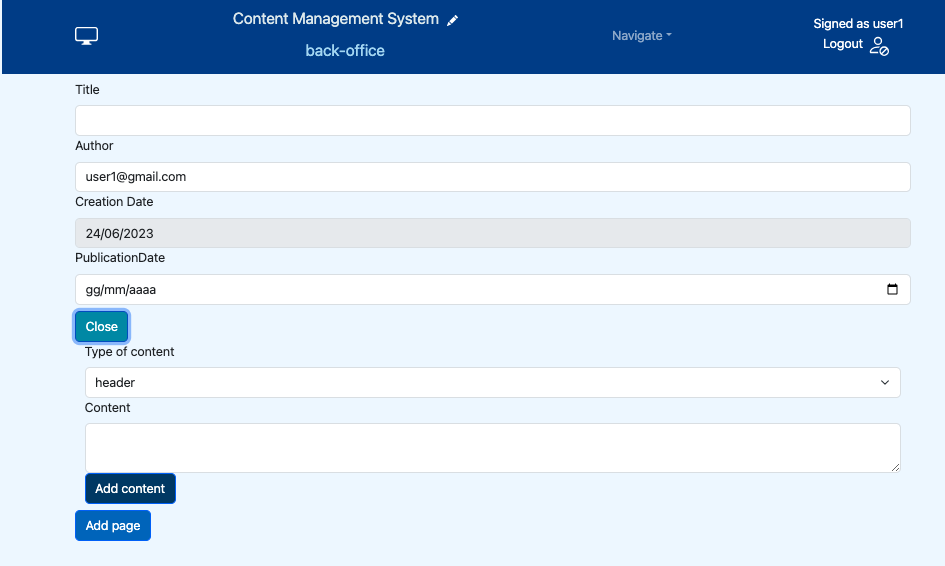 Content Management System
back-office
Navigate
Signed as user1
Logout
Title
Author
user1@gmail.com
Creation Date
24/06/2023
PublicationDate
gg/mm/aaaa
Close
Type of content
header
Content
Add content
Add page